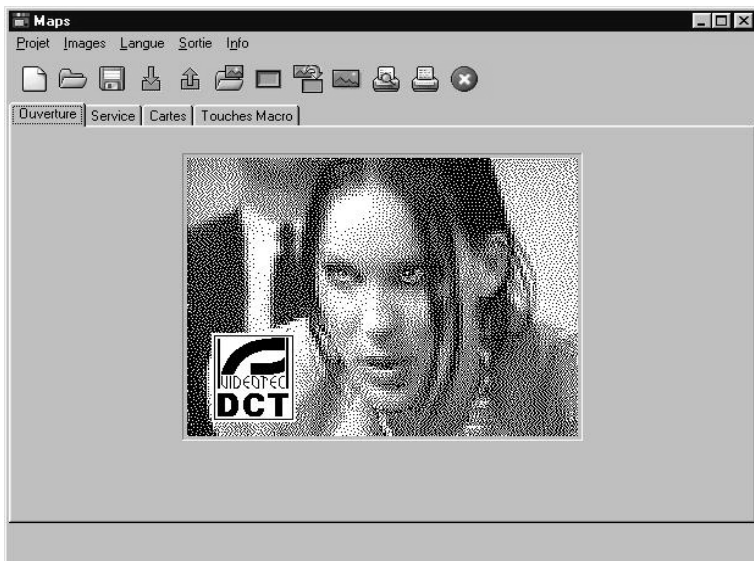 Maps
Projet Images Langue Sortie Info
Ouverture Service Cartes Touches Macro
VIDEOTEC
DCT